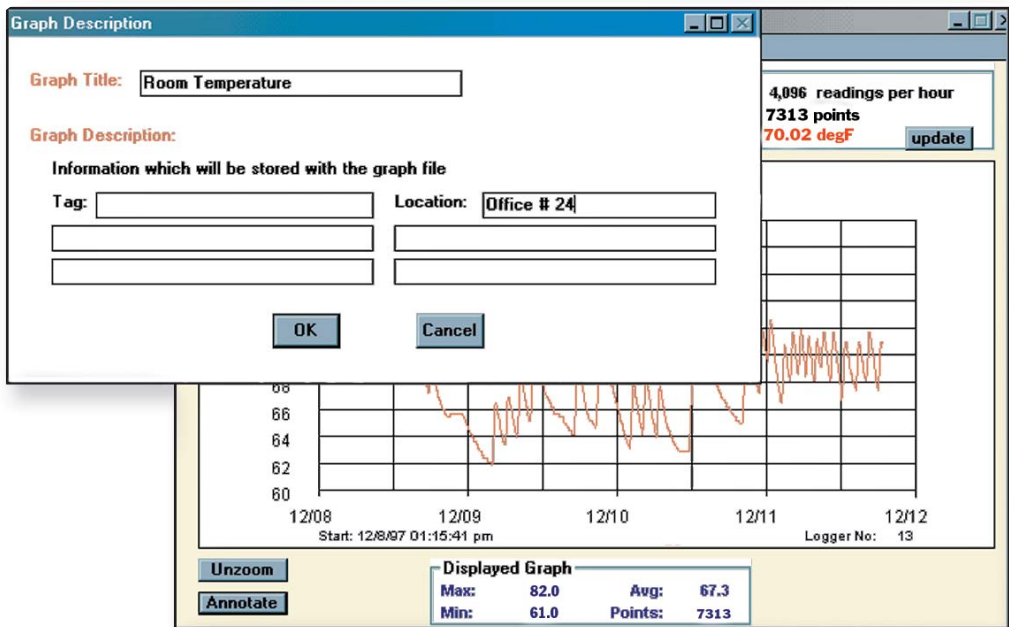 Graph Description
Graph Title: Room Temperature
Graph Description:
Information which will be stored with the graph file
Tag: Location: Office # 24
OK Cancel
4,096 readings per hour
7313 points
70.02 degF update
66
64
62
60
12/08 12/09 12/10 12/11 12/12
Start: 12/8/97 01:15:41 pm Logger No: 13
Unzoom
Annotate
Displayed Graph
Max: 82.0 Avg: 67.3
Min: 61.0 Points: 7313